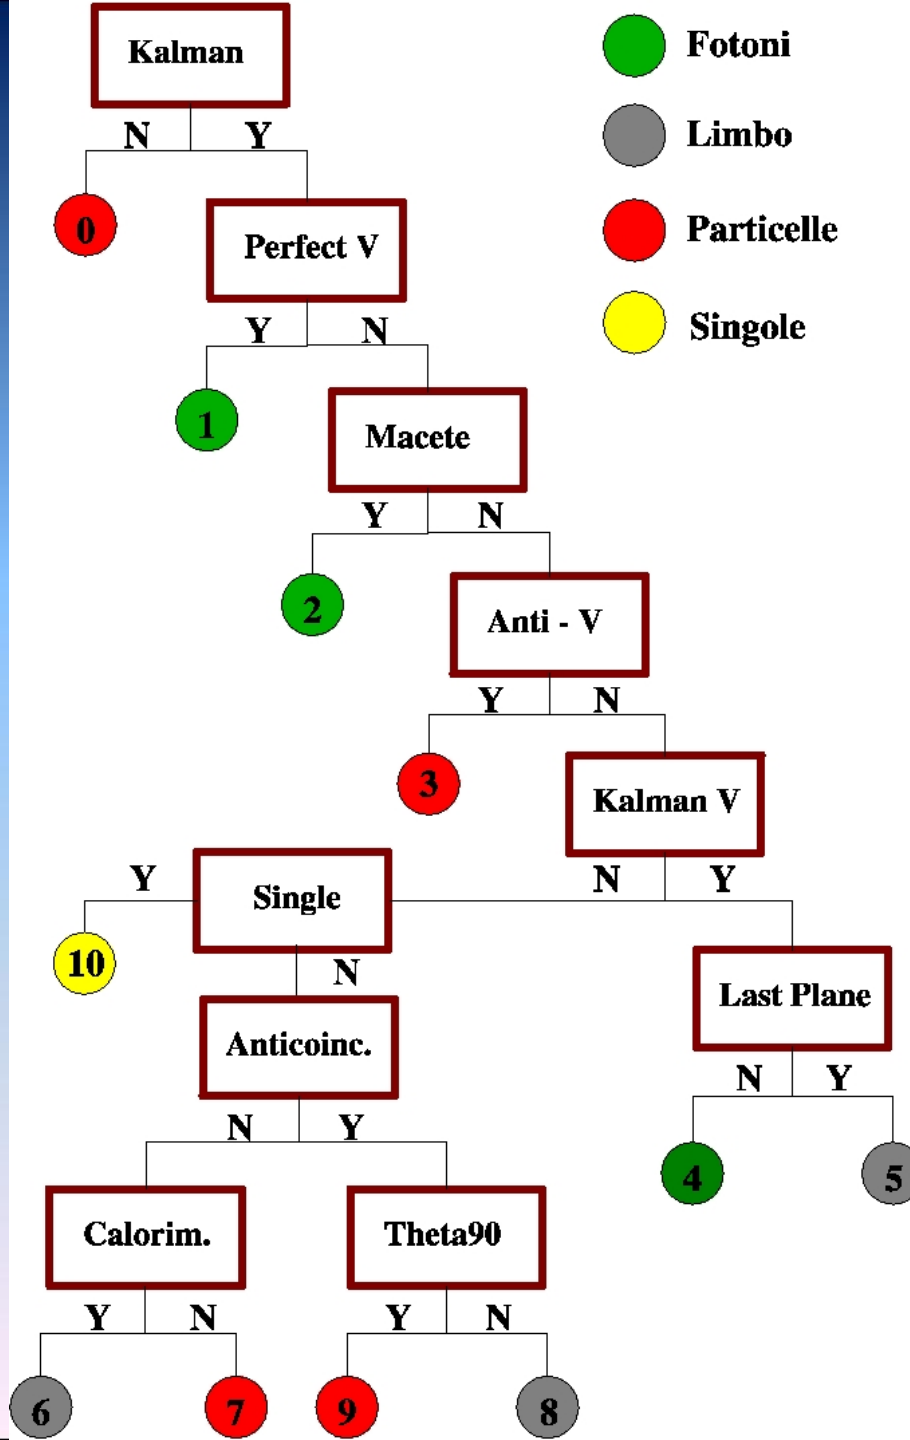 Kalman
Fotoni
N Y
Limbo
0
Perfect V
Particelle
Y N
Singole
1
Macete
Y N
2
Anti - V
Y N
3
Kalman V
N Y
Y
Single
10
N
Last Plane
Anticoinc.
N Y
N Y
4
5
Calorim.
Theta90
Y N
Y N
6
7
9
8